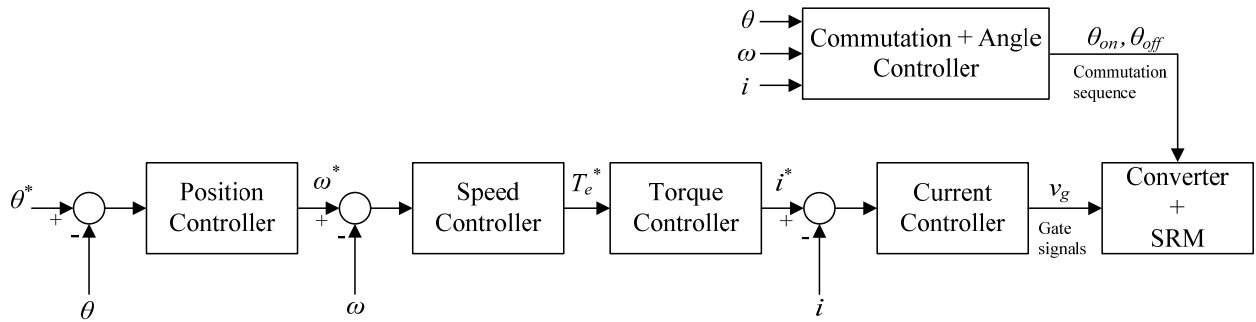 θ
ω
i
Commutation + Angle
Controller
θon, θoff
Commutation
sequence
θ*
+
-
θ
Position
Controller
ω*
+
-
ω
Speed
Controller
Te*
Torque
Controller
i*
+
-
i
Current
Controller
vg
Gate
signals
Converter
+
SRM